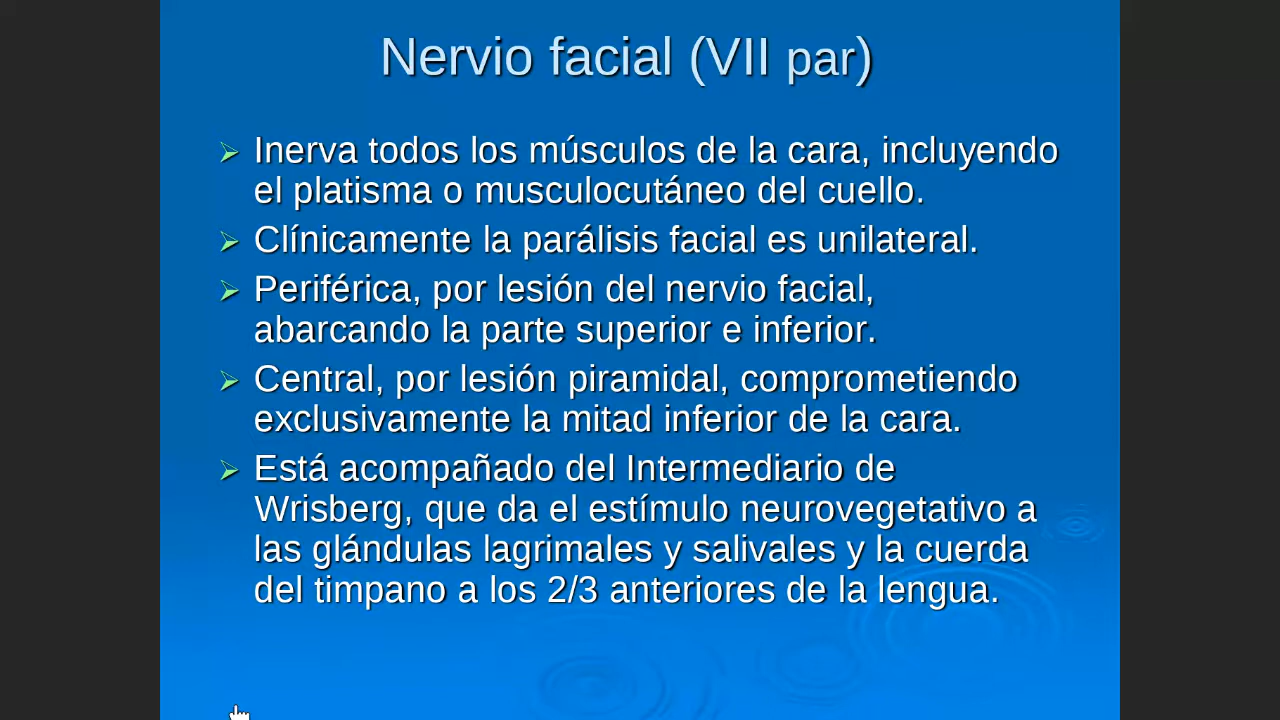 Nervio facial (VII par)
Inerva todos los músculos de la cara, incluyendo
el platisma o musculocutáneo del cuello.
Clínicamente la parálisis facial es unilateral.
Periférica, por lesión del nervio facial,
abarcando la parte superior e inferior.
Central, por lesión piramidal, comprometiendo
exclusivamente la mitad inferior de la cara.
Está acompañado del Intermediario de
Wrisberg, que da el estímulo neurovegetativo a
las glándulas lagrimales y salivales y la cuerda
del timpano a los 2/3 anteriores de la lengua.